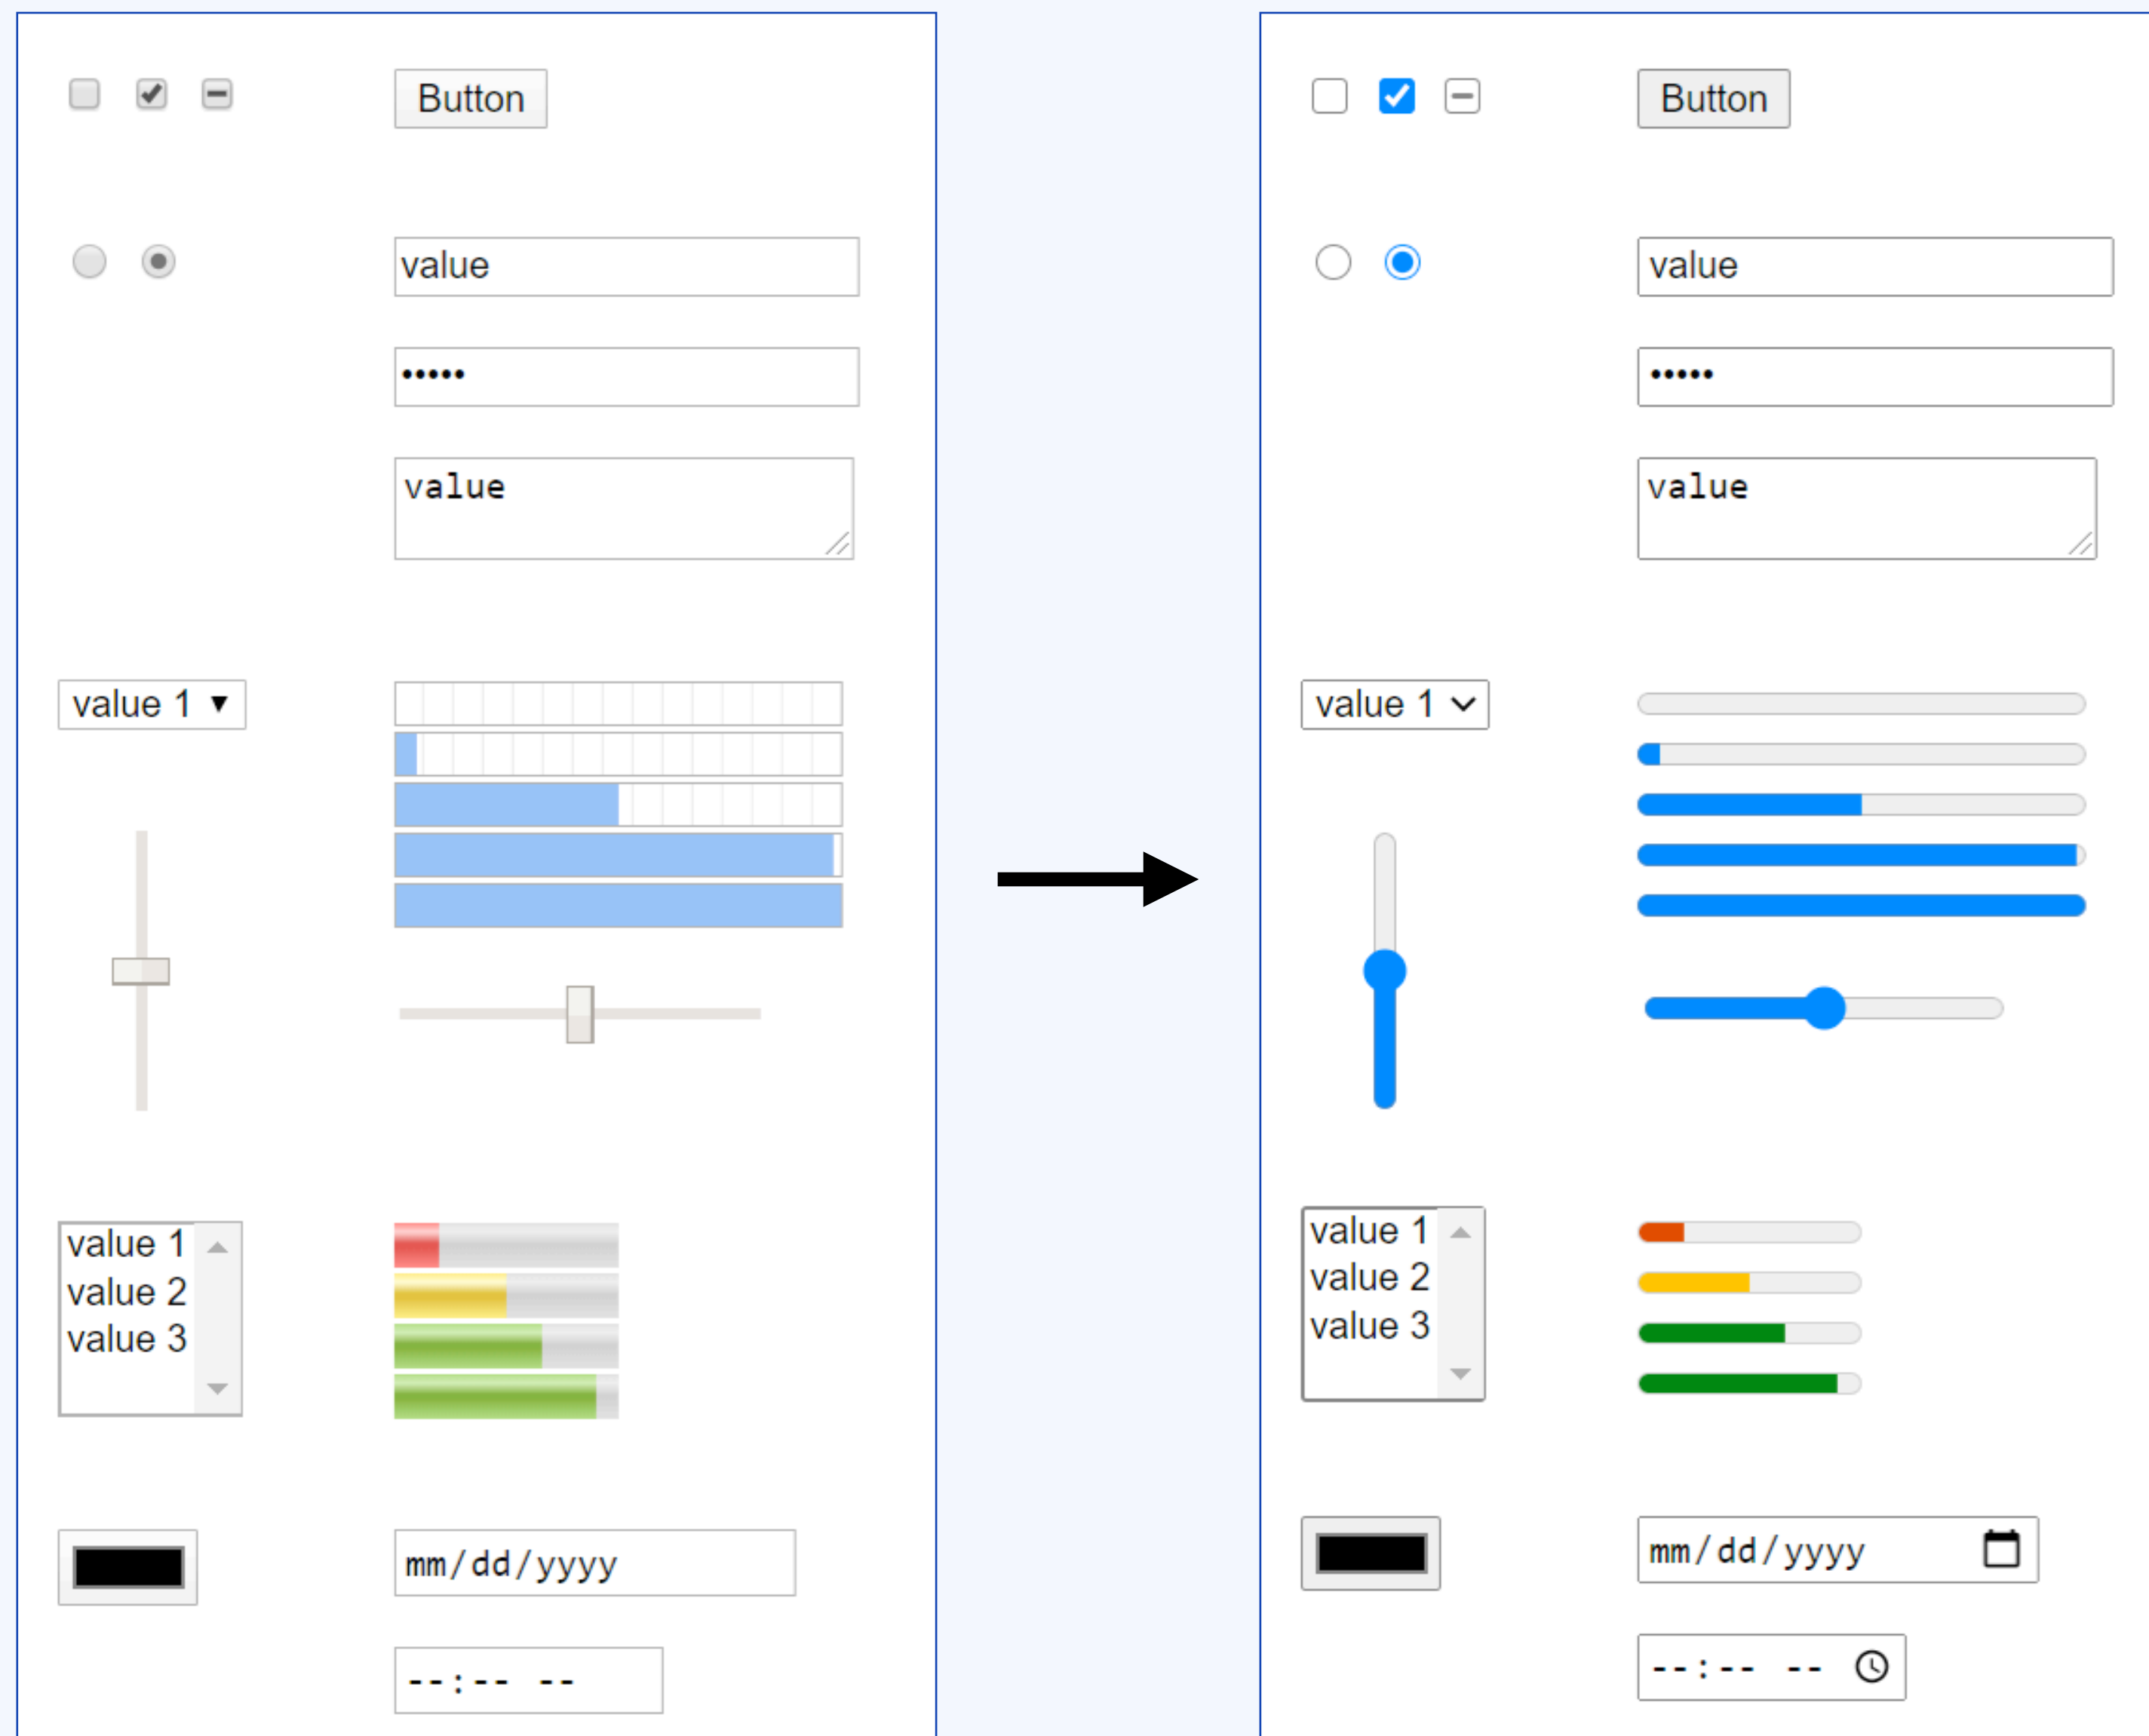 Button
value
•••••
value
value 1
value 1
value 2
value 3
mm/dd/yyyy
--:-- --
Button
value
•••••
value
value 1
value 1
value 2
value 3
mm/dd/yyyy
--:-- --